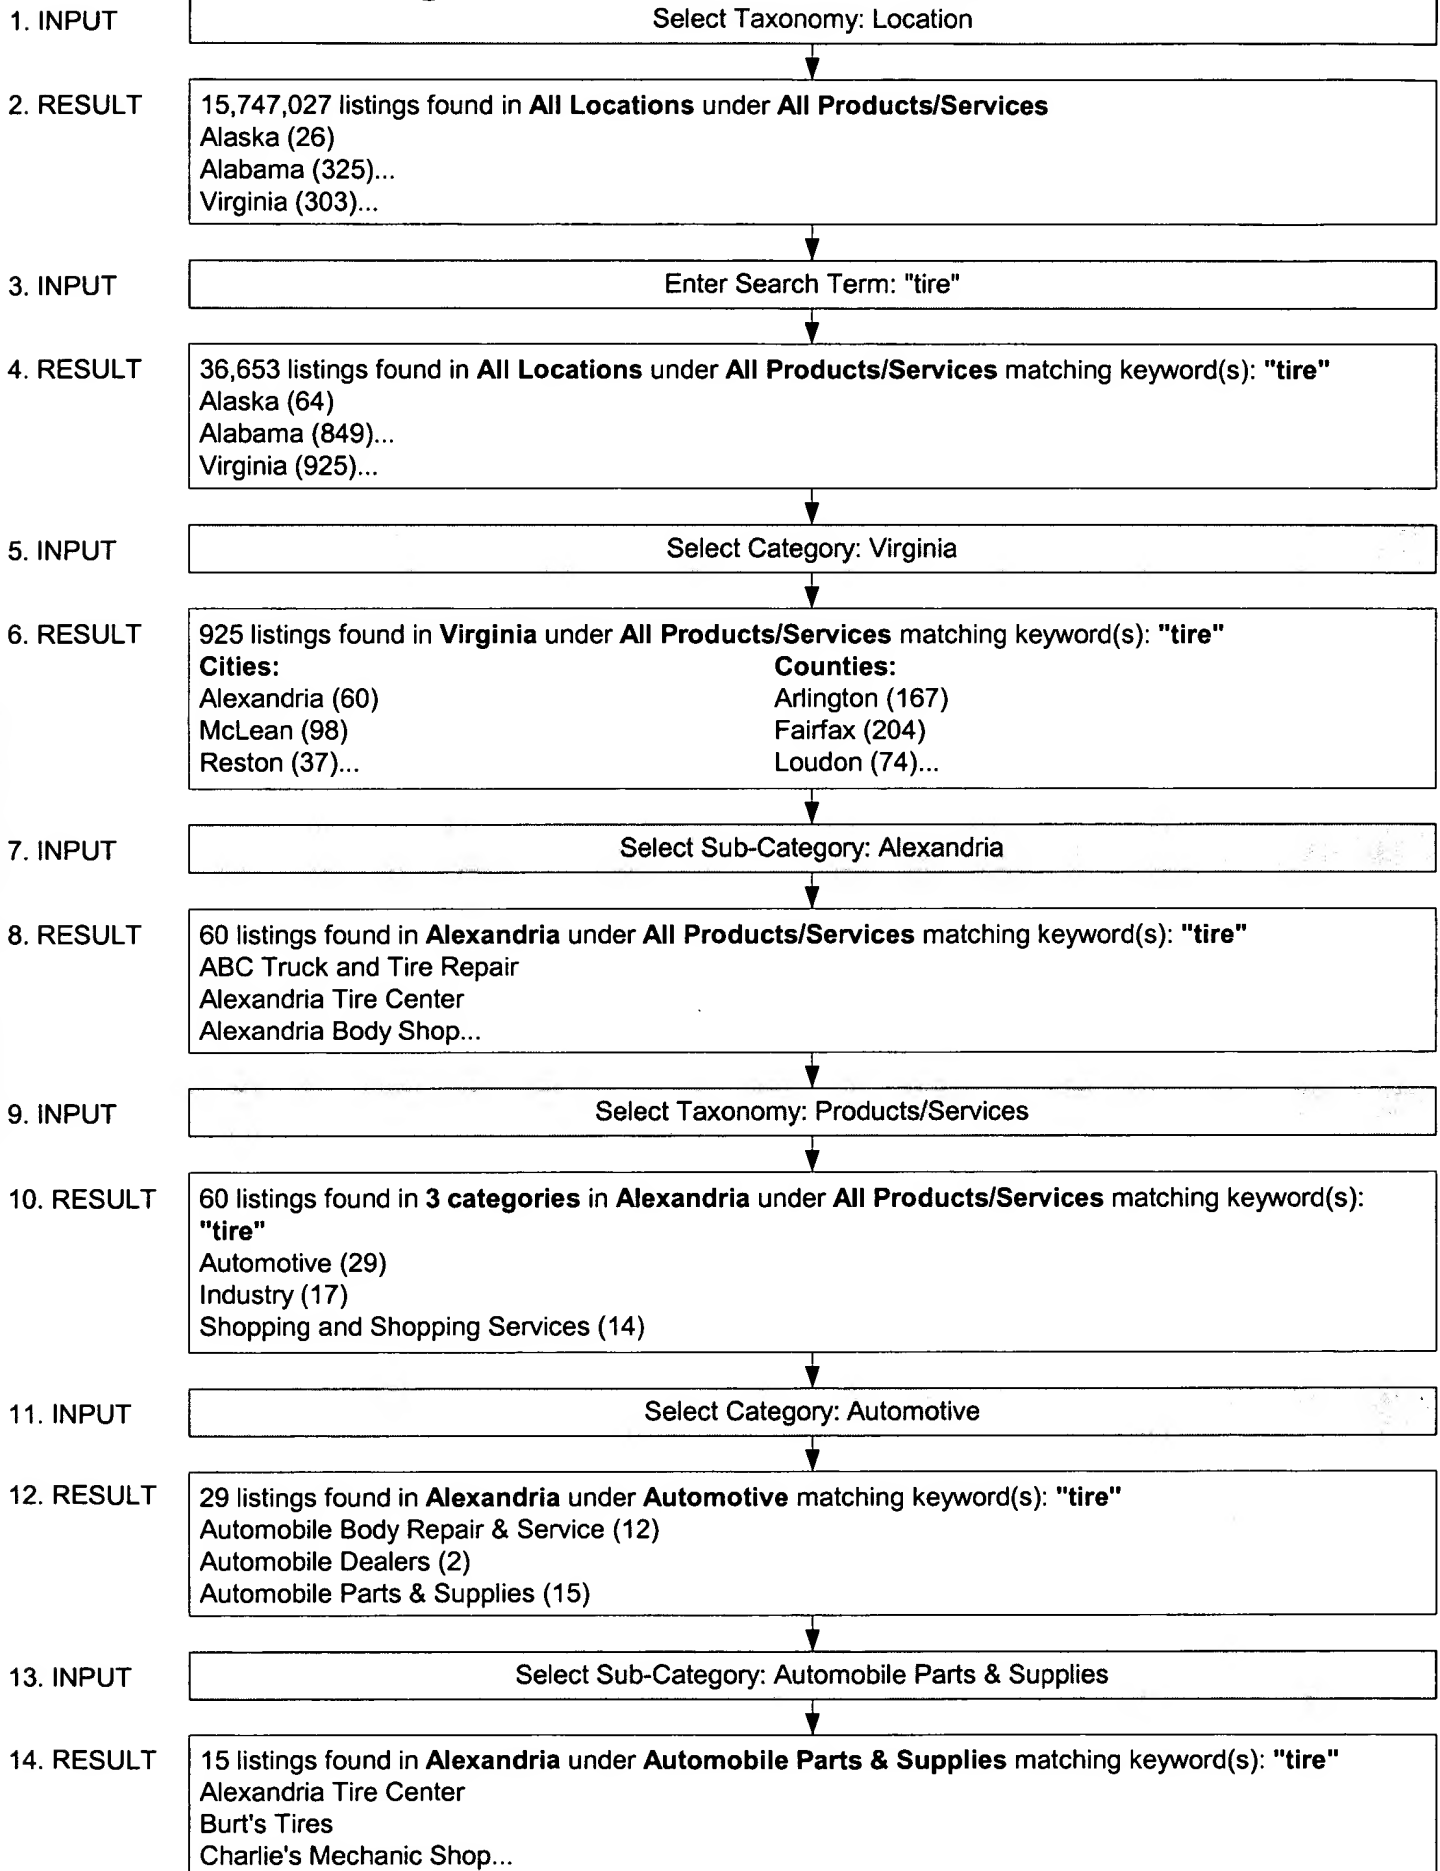 1. INPUT
Select Taxonomy: Location
2. RESULT
15,747,027 listings found in All Locations under All Products/Services
Alaska (26)
Alabama (325)...
Virginia (303)...
3. INPUT
Enter Search Term: "tire"
4. RESULT
36,653 listings found in All Locations under All Products/Services matching keyword(s): "tire"
Alaska (64)
Alabama (849)...
Virginia (925)...
5. INPUT
Select Category: Virginia
6. RESULT
925 listings found in Virginia under All Products/Services matching keyword(s): "tire"
Cities:
Alexandria (60)
McLean (98)
Reston (37)...
Counties:
Arlington (167)
Fairfax (204)
Loudon (74)...
7. INPUT
Select Sub-Category: Alexandria
8. RESULT
60 listings found in Alexandria under All Products/Services matching keyword(s): "tire"
ABC Truck and Tire Repair
Alexandria Tire Center
Alexandria Body Shop...
9. INPUT
Select Taxonomy: Products/Services
10. RESULT
60 listings found in 3 categories in Alexandria under All Products/Services matching keyword(s):
"tire"
Automotive (29)
Industry (17)
Shopping and Shopping Services (14)
11. INPUT
Select Category: Automotive
12. RESULT
29 listings found in Alexandria under Automotive matching keyword(s): "tire"
Automobile Body Repair & Service (12)
Automobile Dealers (2)
Automobile Parts & Supplies (15)
13. INPUT
Select Sub-Category: Automobile Parts & Supplies
14. RESULT
15 listings found in Alexandria under Automobile Parts & Supplies matching keyword(s): "tire"
Alexandria Tire Center
Burt's Tires
Charlie's Mechanic Shop...